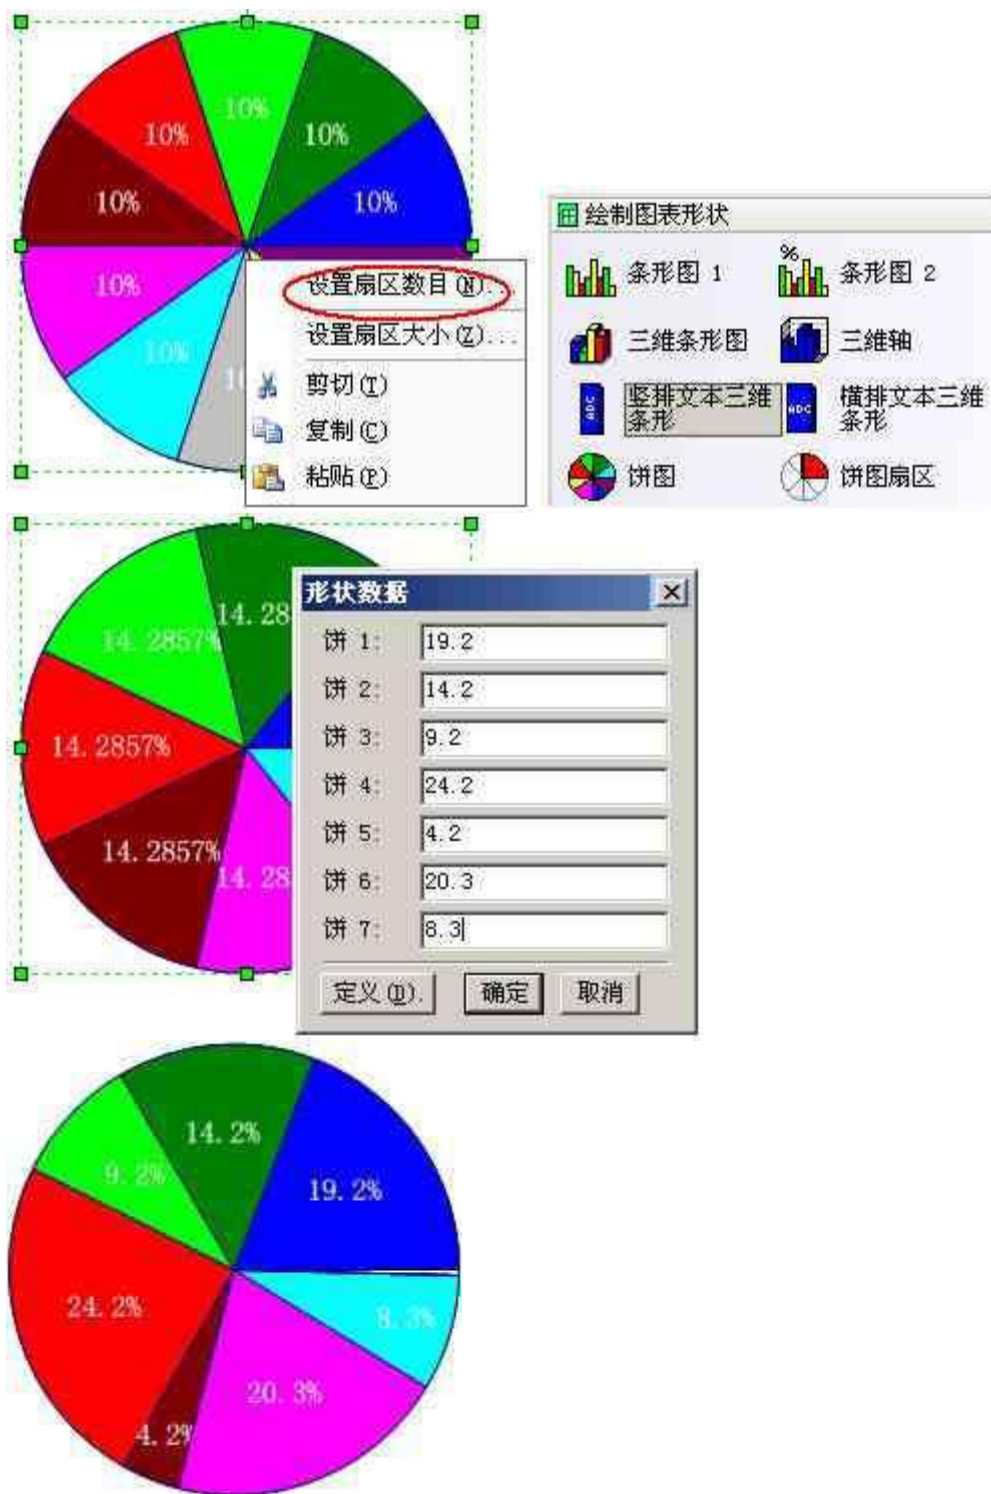 10%
10%
10%
10%
10%
10%
10%
设置扇区数目(N)...
设置扇区大小(Z)...
剪切(T)
复制(C)
粘贴(P)
绘制图表形状
条形图 1
%
条形图 2
三维条形图
三维轴
ADC
竖排文本三维
条形
ADC
横排文本三维
条形
饼图
饼图扇区
14.28
14.2857%
14.2857%
14.2857%
14.28
形状数据
饼 1: 19.2
饼 2: 14.2
饼 3: 9.2
饼 4: 24.2
饼 5: 4.2
饼 6: 20.3
饼 7: 8.3
定义(D).
确定
取消
14.2%
9.2%
19.2%
24.2%
8.3%
20.3%
4.2%